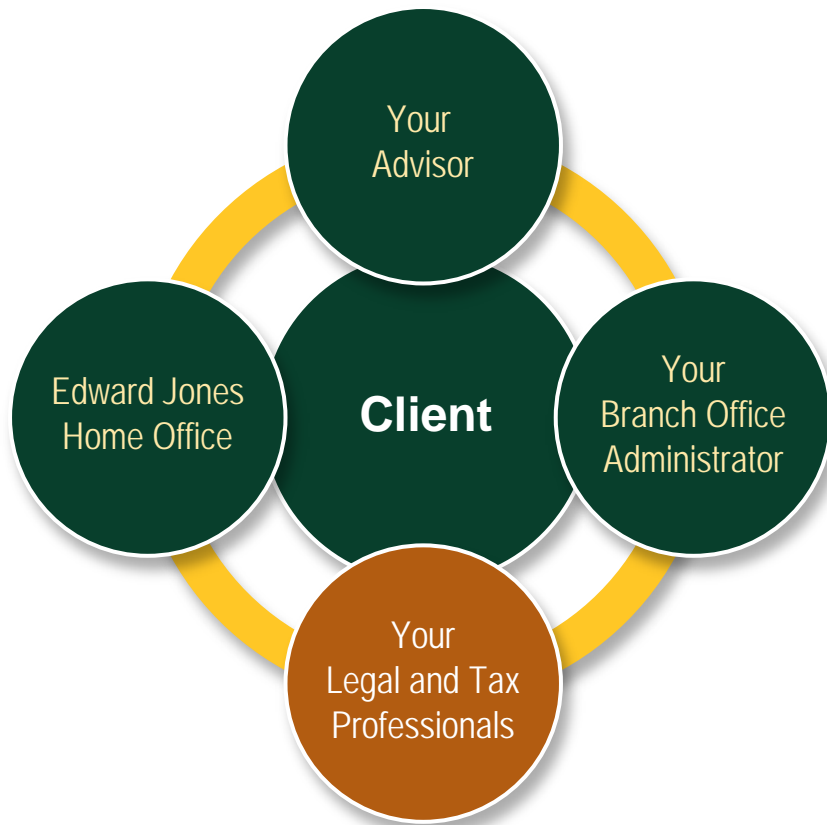 Your
Advisor
Edward Jones
Home Office
Client
Your
Branch Office
Administrator
Your
Legal and Tax
Professionals